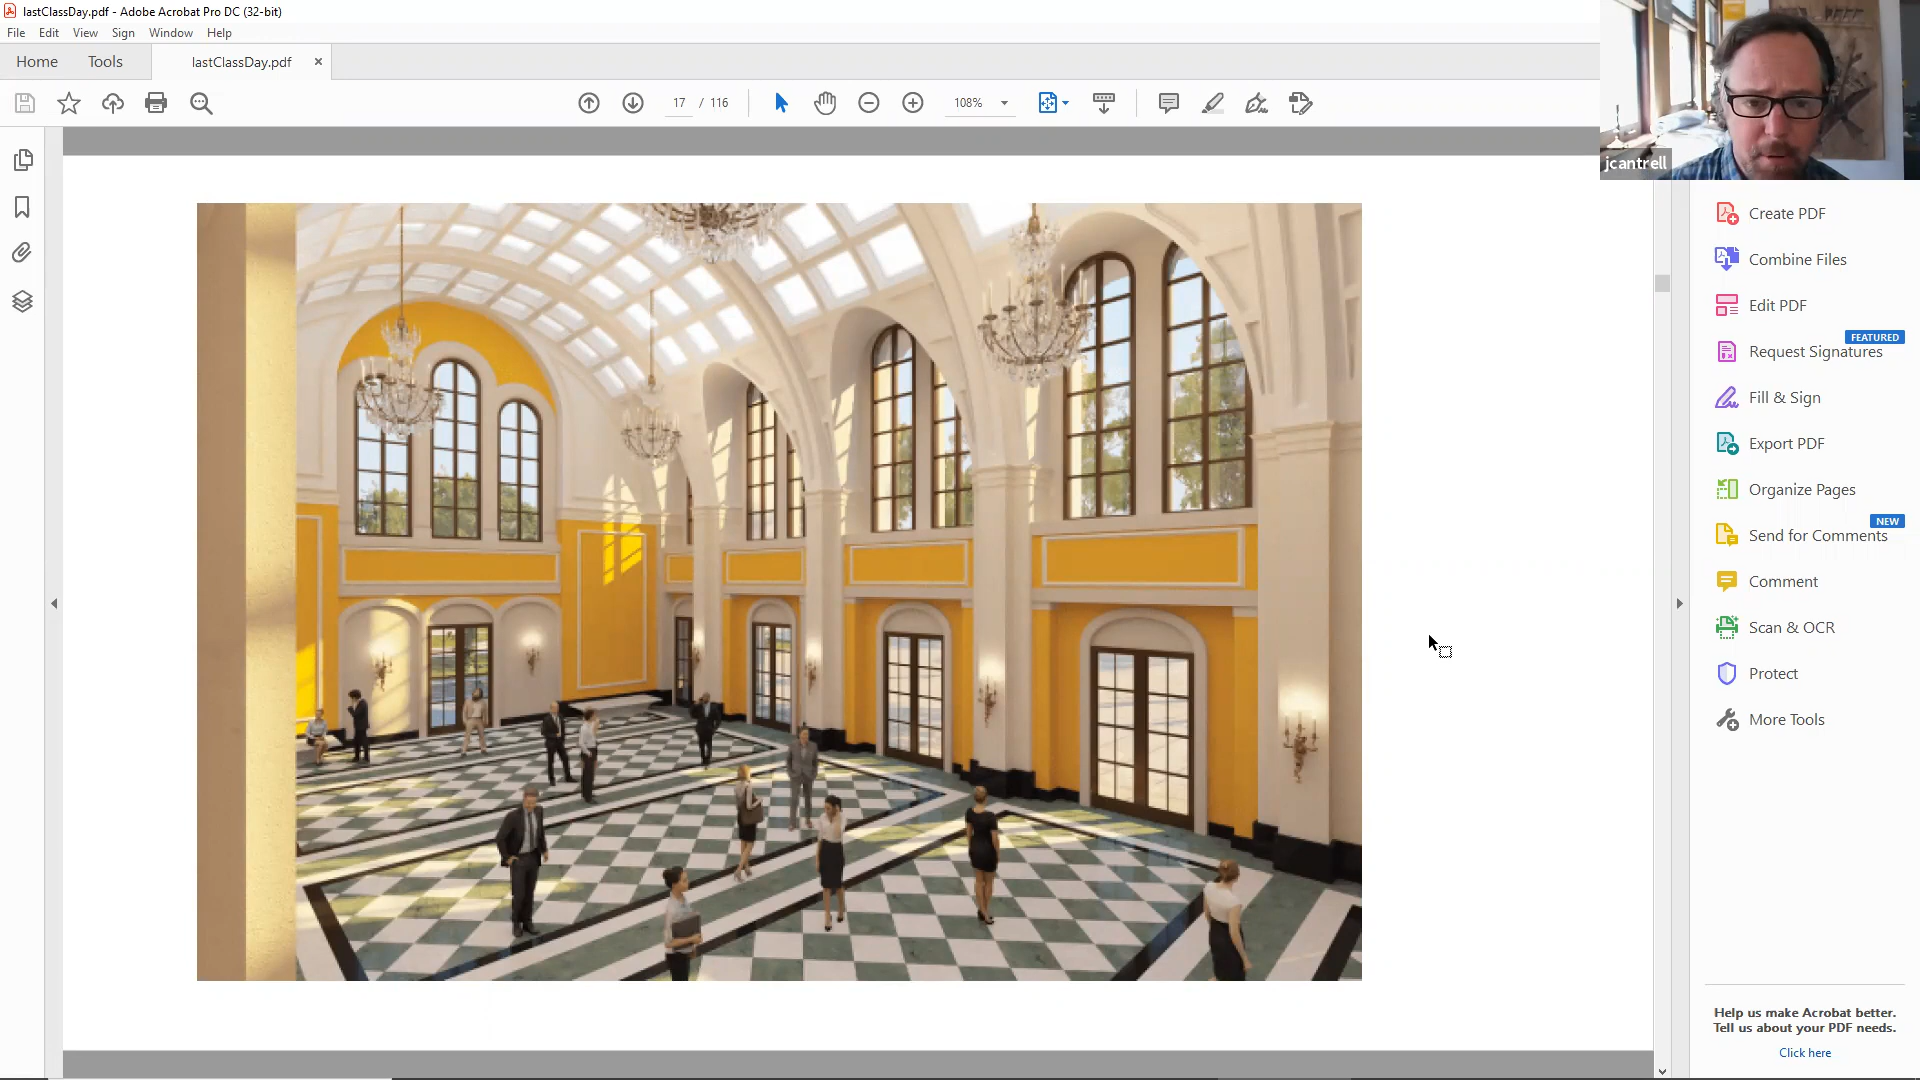 lastClassDay.pdf - Adobe Acrobat Pro DC (32-bit)
File Edit View Sign Window Help
Home Tools lastClassDay.pdf ×
17 / 116 108%
jcantrell
Create PDF
Combine Files
Edit PDF
FEATURED
Request Signatures
Fill & Sign
Export PDF
Organize Pages
NEW
Send for Comments
Comment
Scan & OCR
Protect
More Tools
Help us make Acrobat better.
Tell us about your PDF needs.
Click here